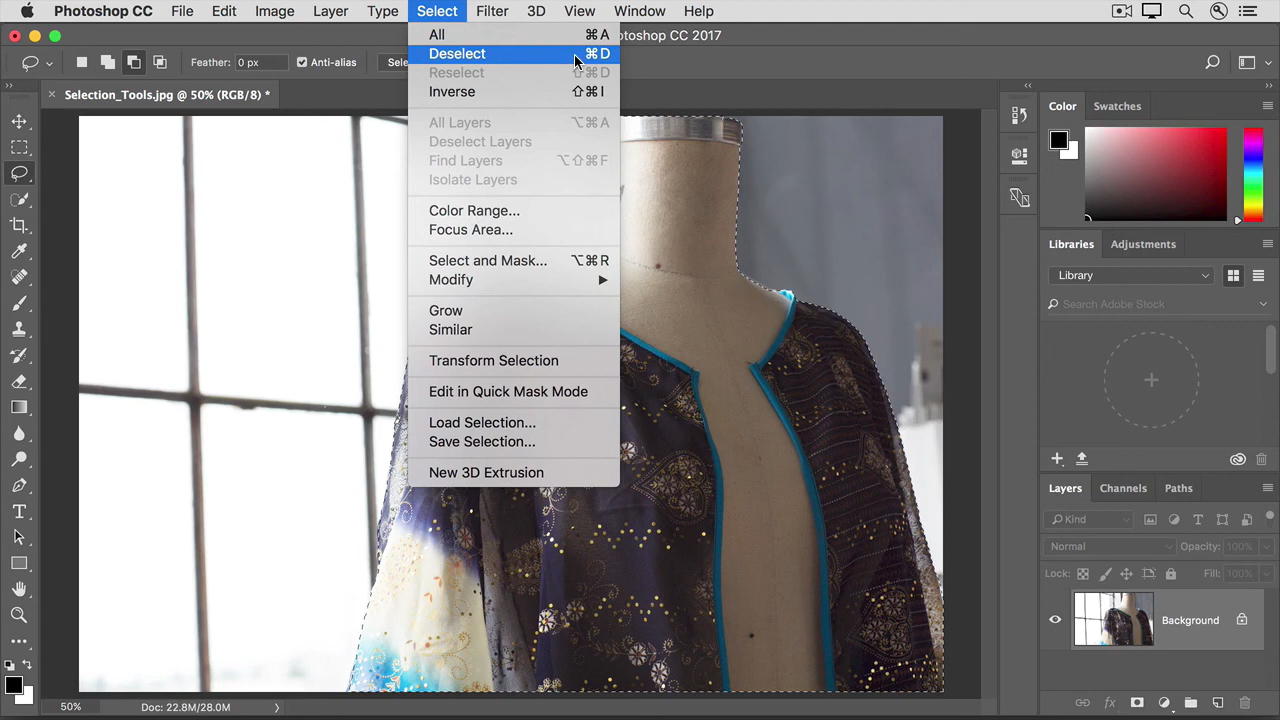 Photoshop CC File Edit Image Layer Type Select Filter 3D View Window Help
otoshop CC 2017
Feather: 0 px Anti-alias Sele
Selection_Tools.jpg @ 50% (RGB/8) *
All ⌘A
Deselect ⌘D
Reselect ⇧⌘D
Inverse ⇧⌘I
All Layers ⌥⌘A
Deselect Layers
Find Layers ⌥⇧⌘F
Isolate Layers
Color Range...
Focus Area...
Select and Mask... ⌥⌘R
Modify
Grow
Similar
Transform Selection
Edit in Quick Mask Mode
Load Selection...
Save Selection...
New 3D Extrusion
Color Swatches
Libraries Adjustments
Library
Search Adobe Stock
Layers Channels Paths
Kind
Normal Opacity: 100%
Lock: Fill: 100%
Background
50% Doc: 22.8M/28.0M